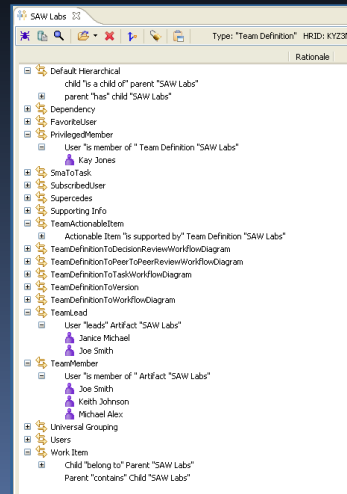 SAW Labs
Type: "Team Definition" HRID: KYZ3N
Rationale
Default Hierarchical
child "is a child of" parent "SAW Labs"
parent "has" child "SAW Labs"
Dependency
FavoriteUser
PrivilegedMember
User "is member of " Team Definition "SAW Labs"
Kay Jones
SmaToTask
SubscribedUser
Supercedes
Supporting Info
TeamActionableItem
Actionable Item "is supported by" Team Definition "SAW Labs"
TeamDefinitionToDecisionReviewWorkflowDiagram
TeamDefinitionToPeerToPeerReviewWorkflowDiagram
TeamDefinitionToTaskWorkflowDiagram
TeamDefinitionToVersion
TeamDefinitionToWorkflowDiagram
TeamLead
User "leads" Artifact "SAW Labs"
Janice Michael
Joe Smith
TeamMember
User "is member of " Artifact "SAW Labs"
Joe Smith
Keith Johnson
Michael Alex
Universal Grouping
Users
Work Item
Child "belong to" Parent "SAW Labs"
Parent "contains" Child "SAW Labs"